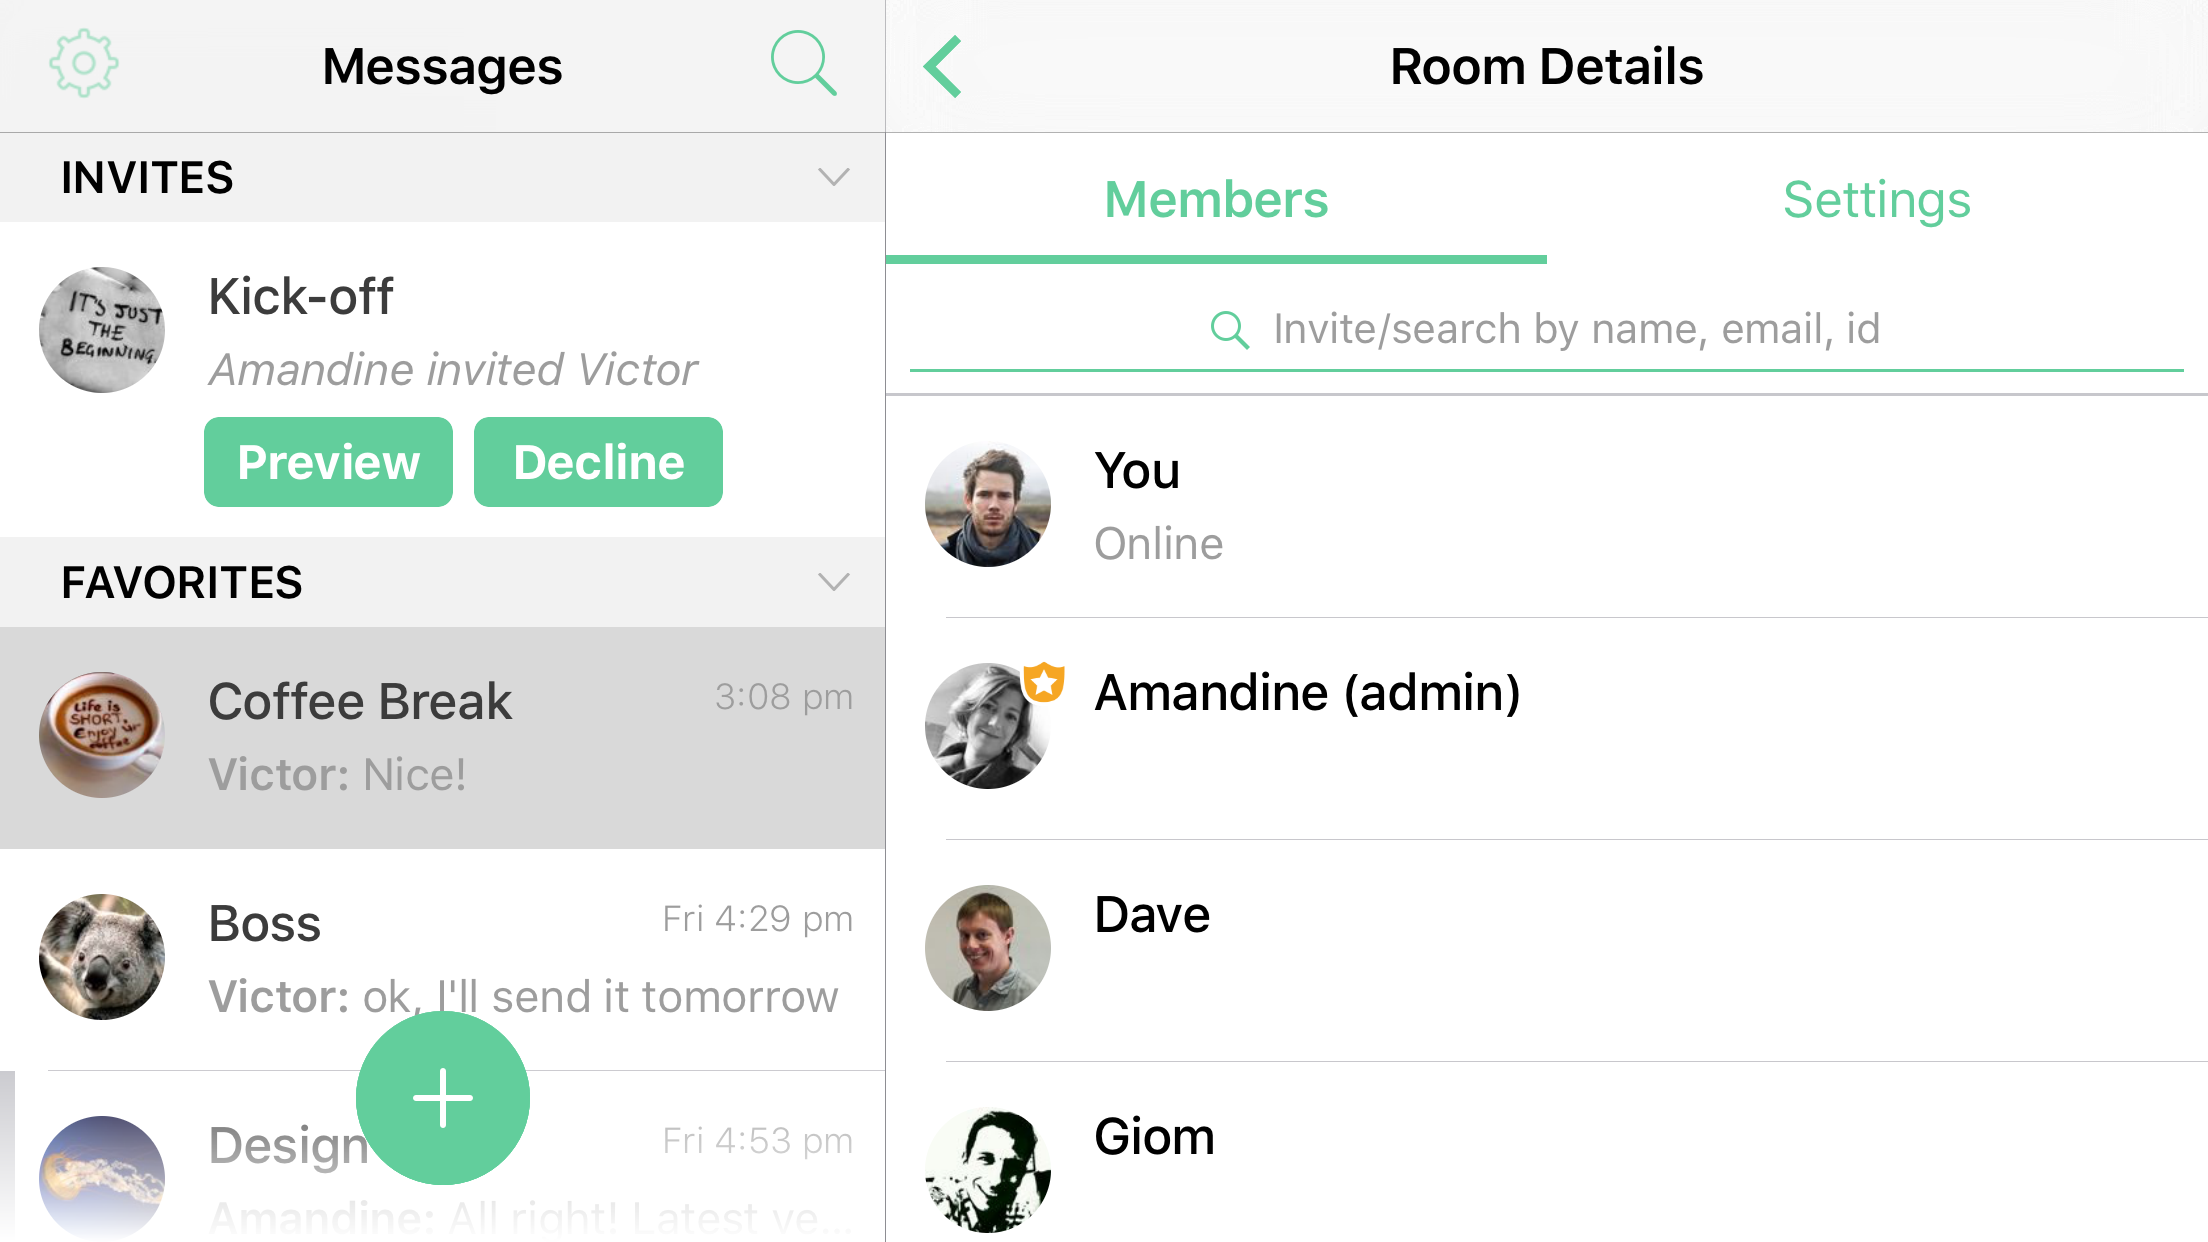 Messages
INVITES
IT'S JUST
THE
BEGINNING.
Kick-off
Amandine invited Victor
Preview
Decline
FAVORITES
Life is
SHORT.
Enjoy
coffee
Coffee Break
3:08 pm
Victor: Nice!
Boss
Fri 4:29 pm
Victor: ok, I'll send it tomorrow
Design
Fri 4:53 pm
Amandine: All right! Latest ve...
Room Details
Members
Settings
Invite/search by name, email, id
You
Online
Amandine (admin)
Dave
Giom